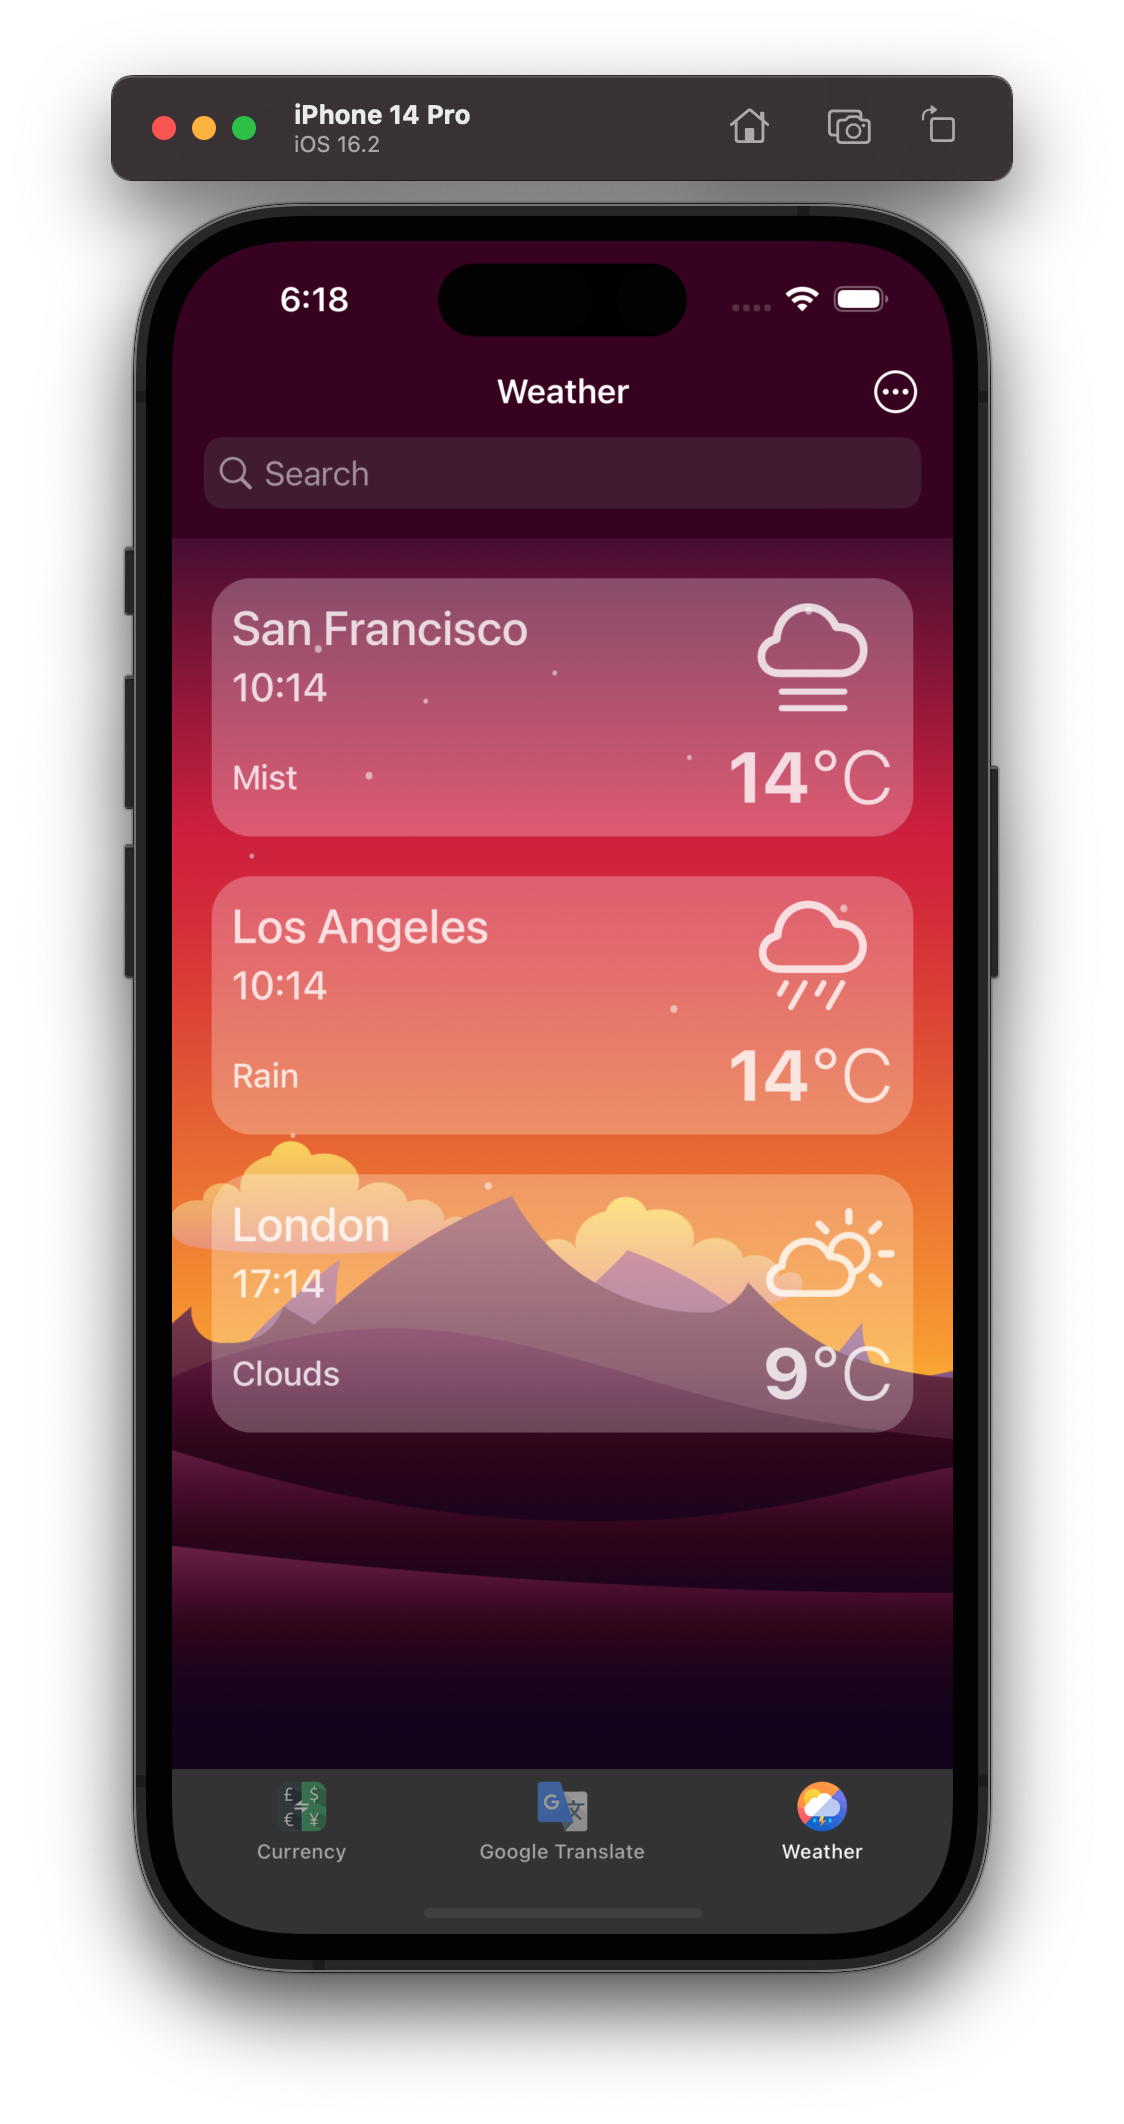 iPhone 14 Pro
iOS 16.2
6:18
Weather
Search
San Francisco
10:14
Mist
14°C
Los Angeles
10:14
Rain
14°C
London
17:14
Clouds
9°C
£ $
€ ¥
G 文
Currency
Google Translate
Weather